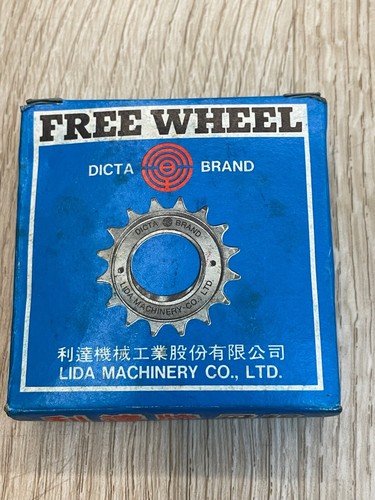 FREE WHEEL
DICTA BRAND
DICTA BRAND
LIDA MACHINERY CO., LTD
利達機械工業股份有限公司
LIDA MACHINERY CO., LTD.